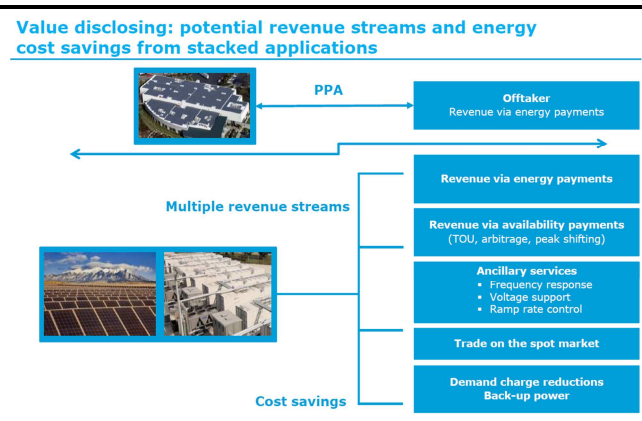 Value disclosing: potential revenue streams and energy
cost savings from stacked applications
PPA
Offtaker
Revenue via energy payments
Multiple revenue streams
Revenue via energy payments
Revenue via availability payments
(TOU, arbitrage, peak shifting)
Ancillary services
▪ Frequency response
▪ Voltage support
▪ Ramp rate control
Trade on the spot market
Cost savings
Demand charge reductions
Back-up power